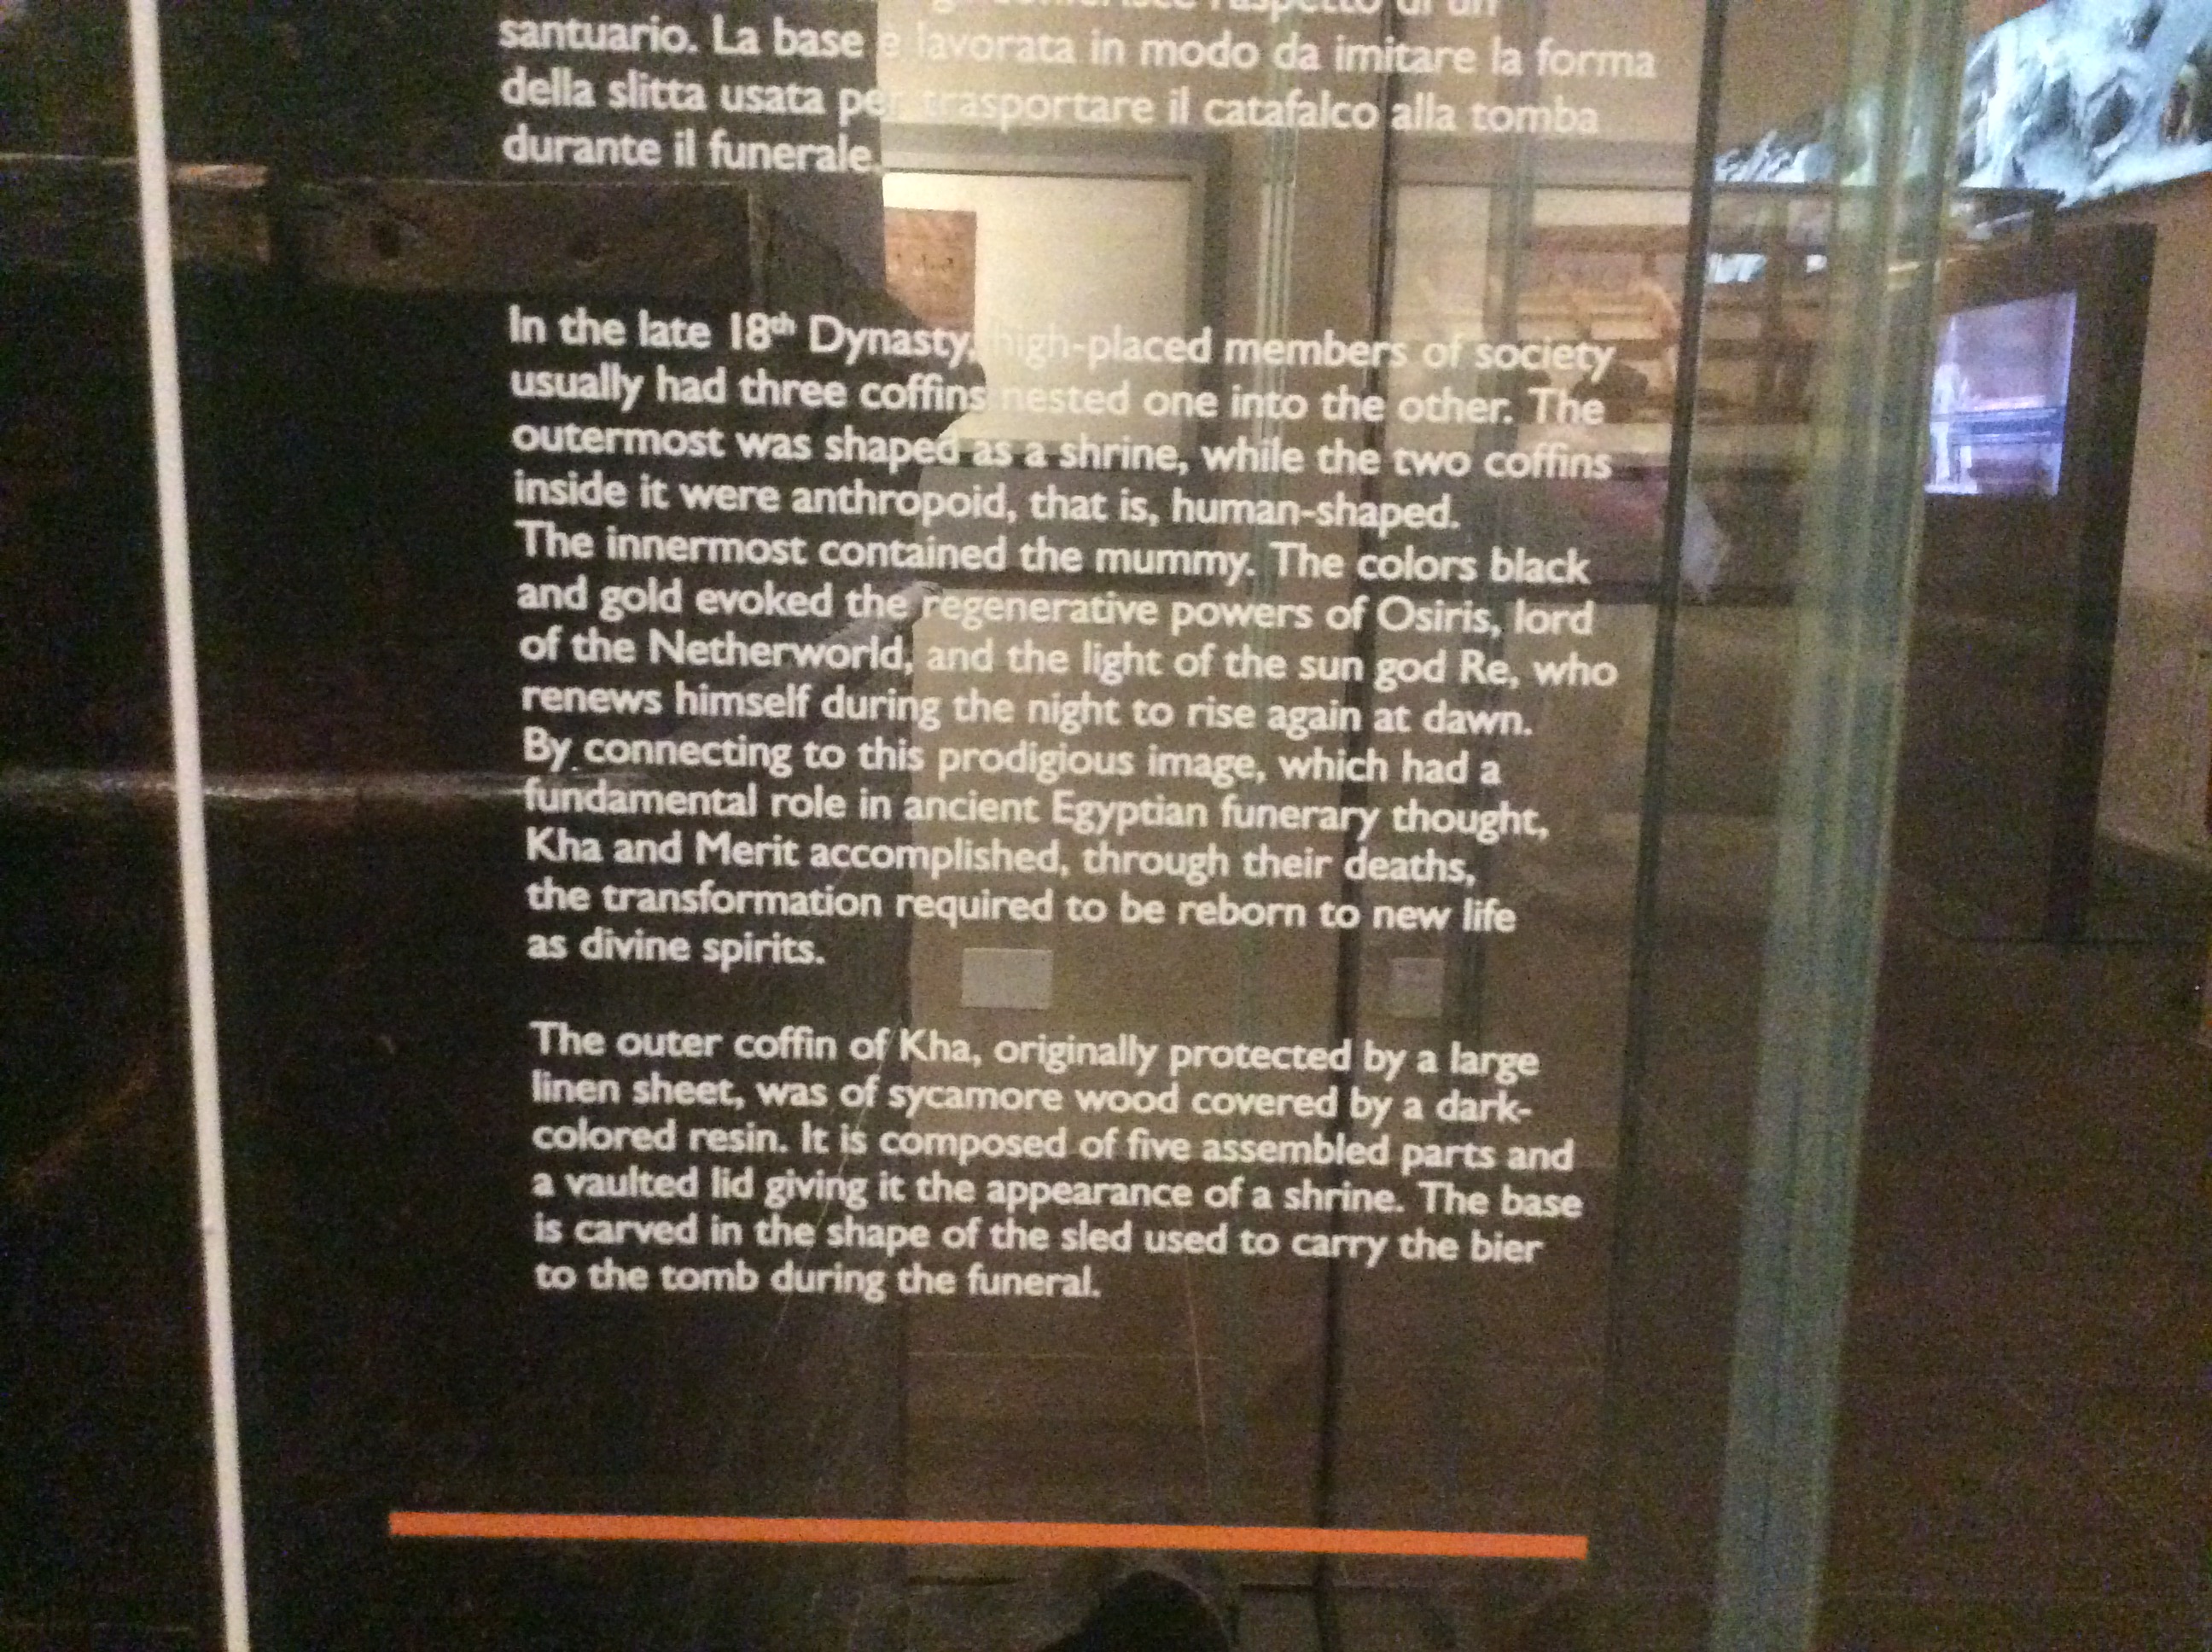 conferisce l'aspetto di un
santuario. La base è lavorata in modo da imitare la forma
della slitta usata per trasportare il catafalco alla tomba
durante il funerale.
In the late 18th Dynasty, high-placed members of society
usually had three coffins nested one into the other. The
outermost was shaped as a shrine, while the two coffins
inside it were anthropoid, that is, human-shaped.
The innermost contained the mummy. The colors black
and gold evoked the regenerative powers of Osiris, lord
of the Netherworld, and the light of the sun god Re, who
renews himself during the night to rise again at dawn.
By connecting to this prodigious image, which had a
fundamental role in ancient Egyptian funerary thought,
Kha and Merit accomplished, through their deaths,
the transformation required to be reborn to new life
as divine spirits.
The outer coffin of Kha, originally protected by a large
linen sheet, was of sycamore wood covered by a dark-
colored resin. It is composed of five assembled parts and
a vaulted lid giving it the appearance of a shrine. The base
is carved in the shape of the sled used to carry the bier
to the tomb during the funeral.